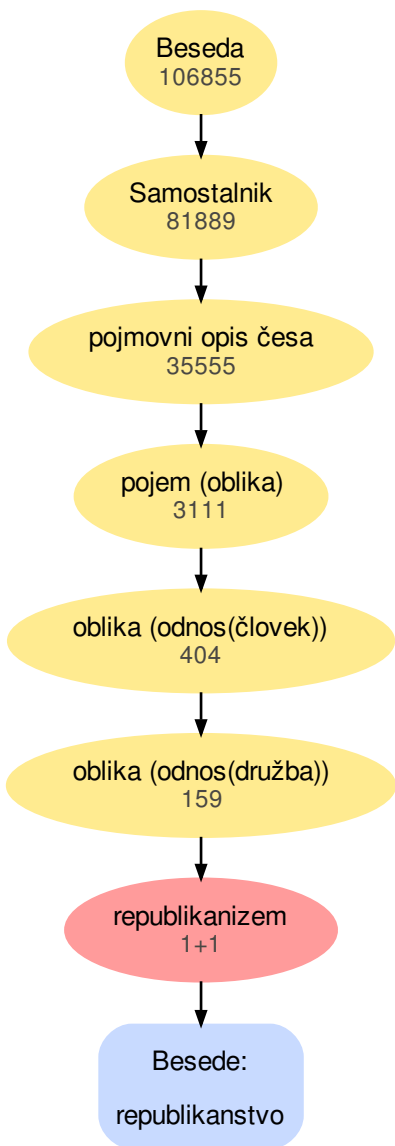 Beseda
106855
Samostalnik
81889
pojmovni opis česa
35555
pojem (oblika)
3111
oblika (odnos(človek))
404
oblika (odnos(družba))
159
republikanizem
1+1
Besede:
republikanstvo